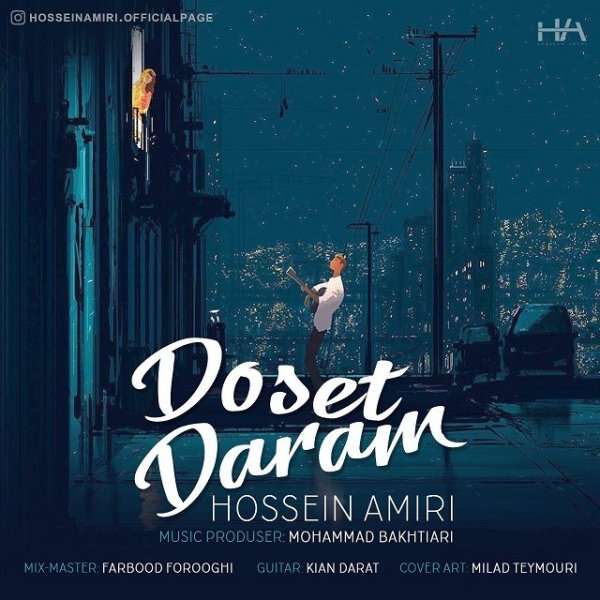 HOSSEINAMIRI.OFFICIALPAGE
H/A
Doset
Daram
HOSSEIN AMIRI
MUSIC PRODUSER: MOHAMMAD BAKHTIARI
MIX-MASTER: FARBOOD FOROOGHI GUITAR: KIAN DARAT COVER ART: MILAD TEYMOURI